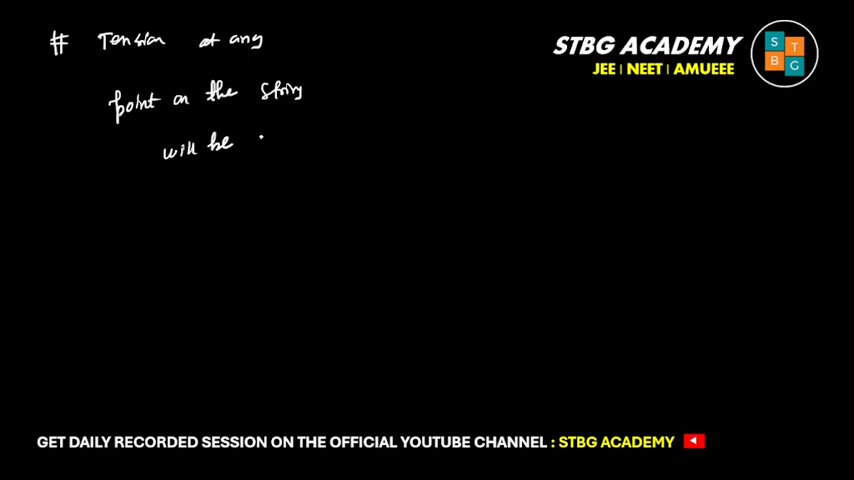 # Tension at any
point on the string
will be
STBG ACADEMY
JEE | NEET | AMUEEE
S T
B G
GET DAILY RECORDED SESSION ON THE OFFICIAL YOUTUBE CHANNEL : STBG ACADEMY